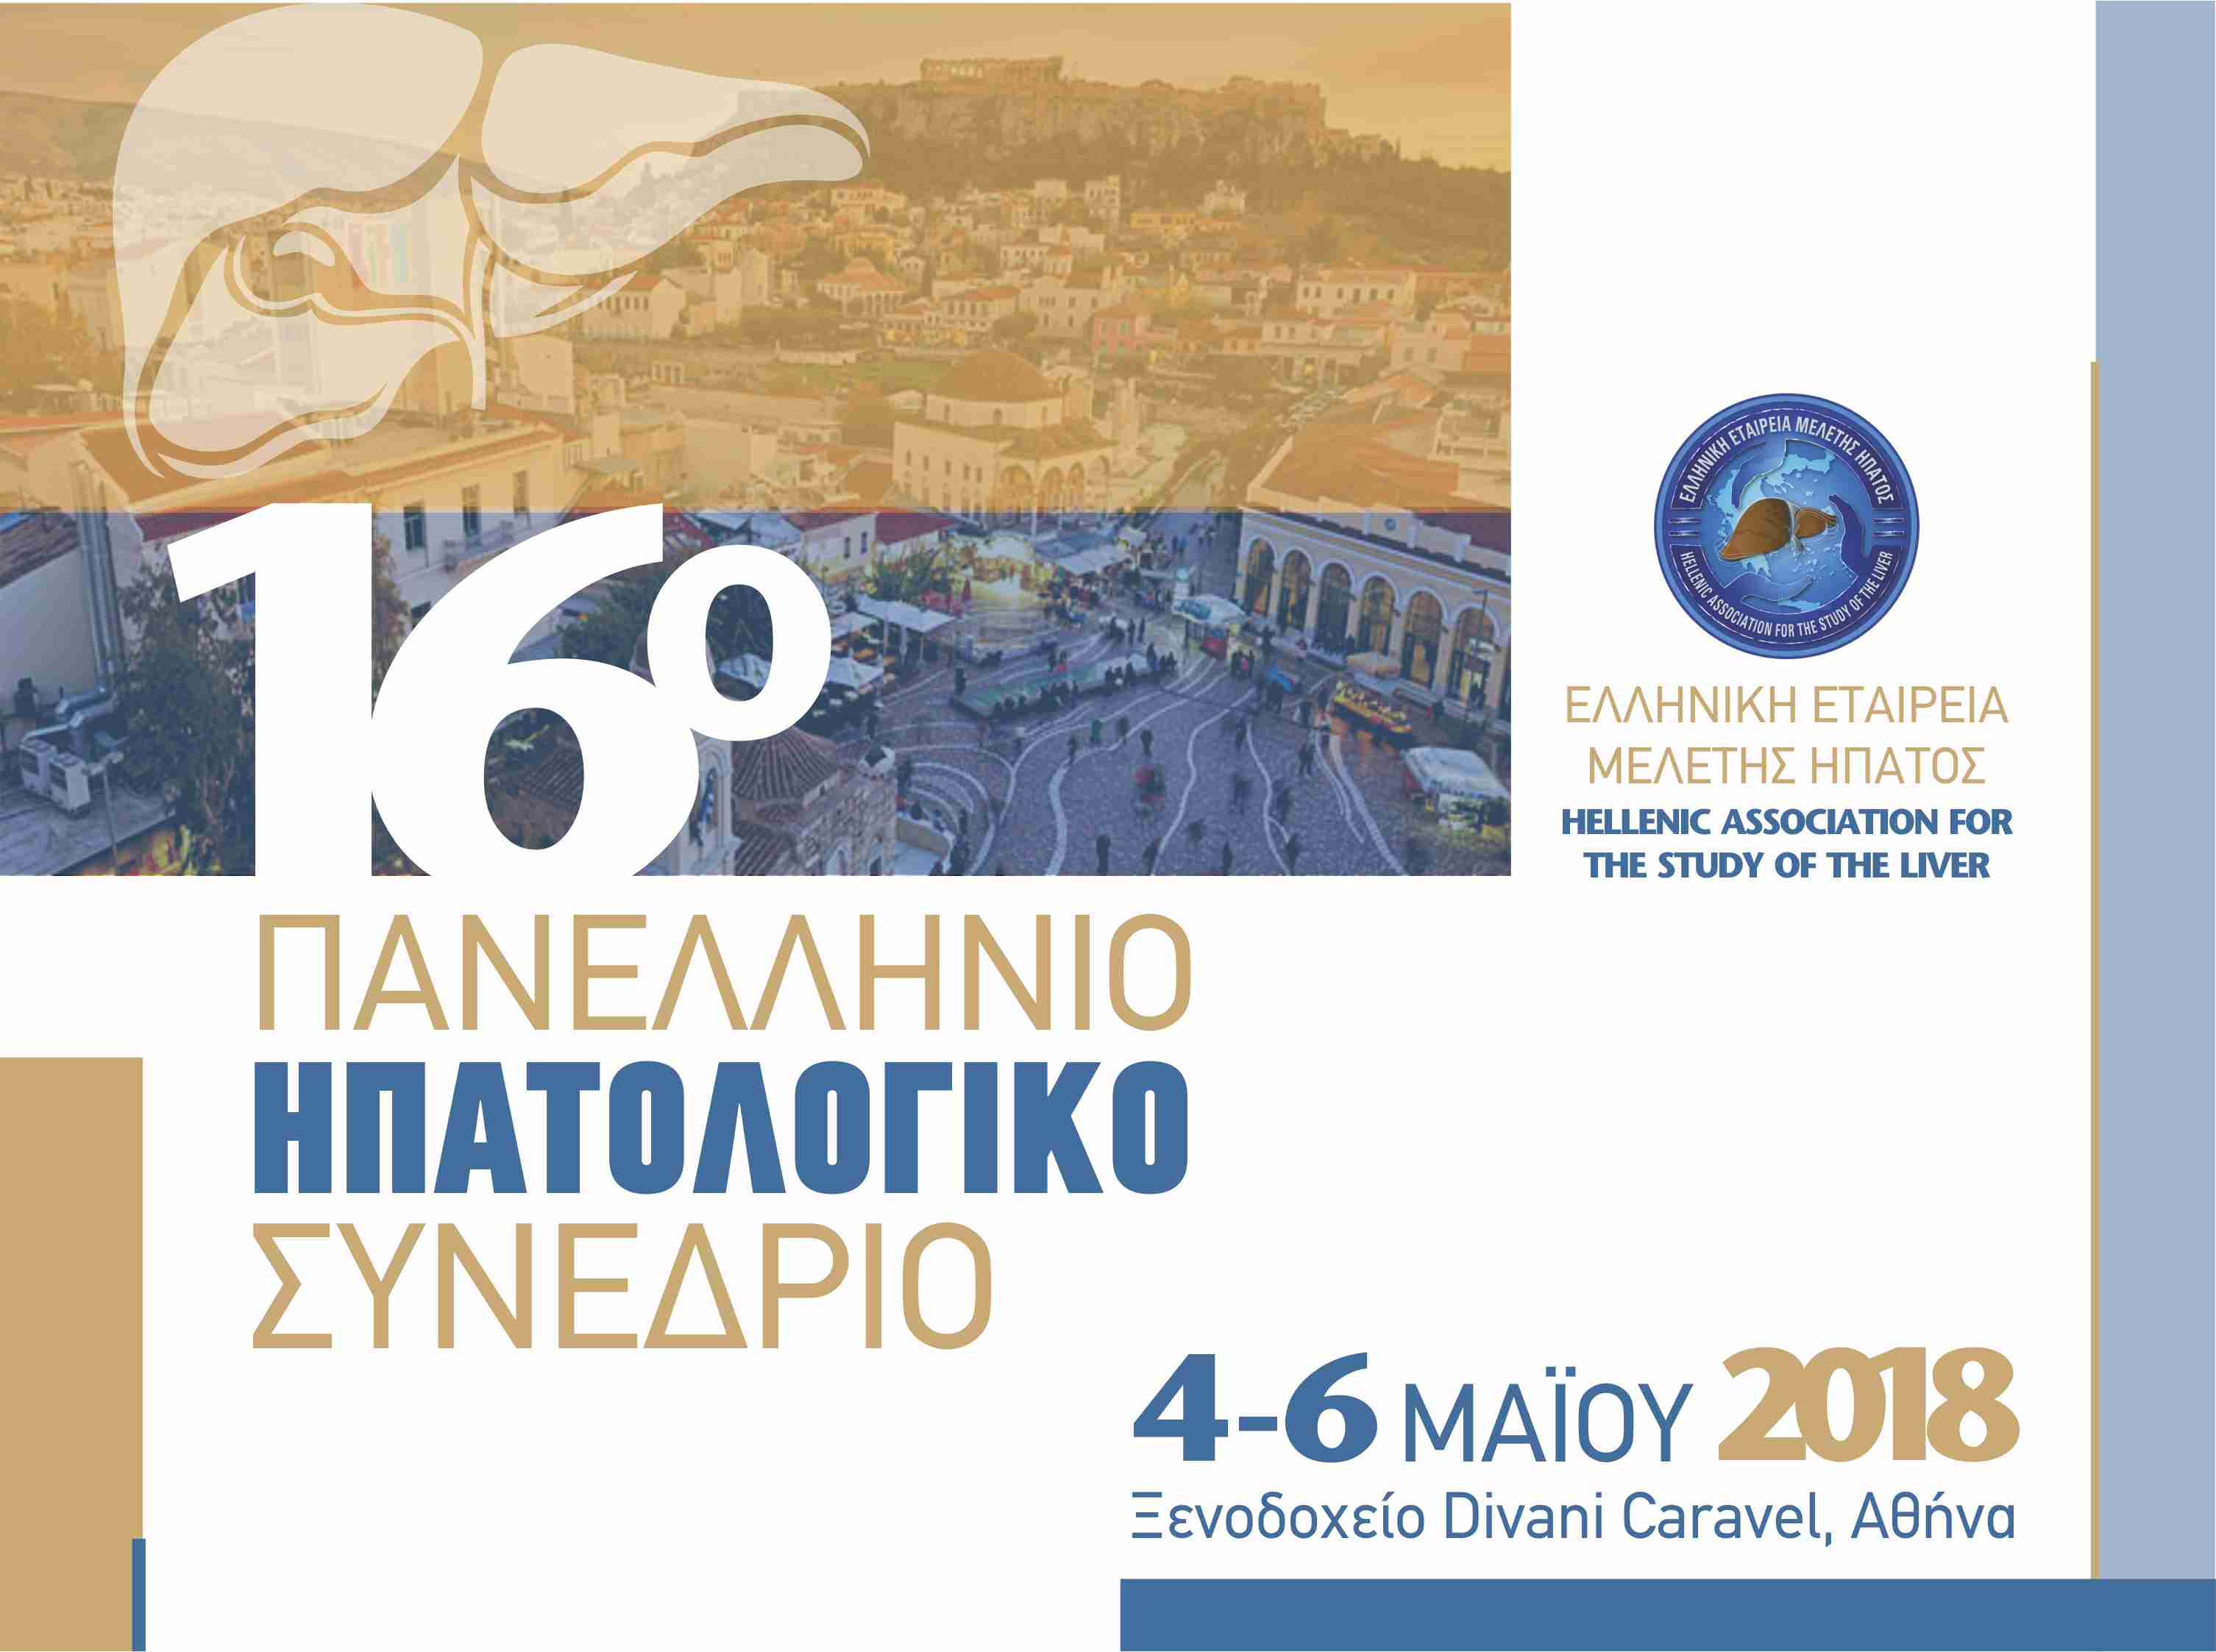 16ο
ΠΑΝΕΛΛΗΝΙΟ
ΗΠΑΤΟΛΟΓΙΚΟ
ΣΥΝΕΔΡΙΟ
ΕΛΛΗΝΙΚΗ ΕΤΑΙΡΕΙΑ ΜΕΛΕΤΗΣ ΗΠΑΤΟΣ
HELLENIC ASSOCIATION FOR THE STUDY OF THE LIVER
ΕΛΛΗΝΙΚΗ ΕΤΑΙΡΕΙΑ
ΜΕΛΕΤΗΣ ΗΠΑΤΟΣ
HELLENIC ASSOCIATION FOR
THE STUDY OF THE LIVER
4-6 ΜΑΪΟΥ 2018
Ξενοδοχείο Divani Caravel, Αθήνα